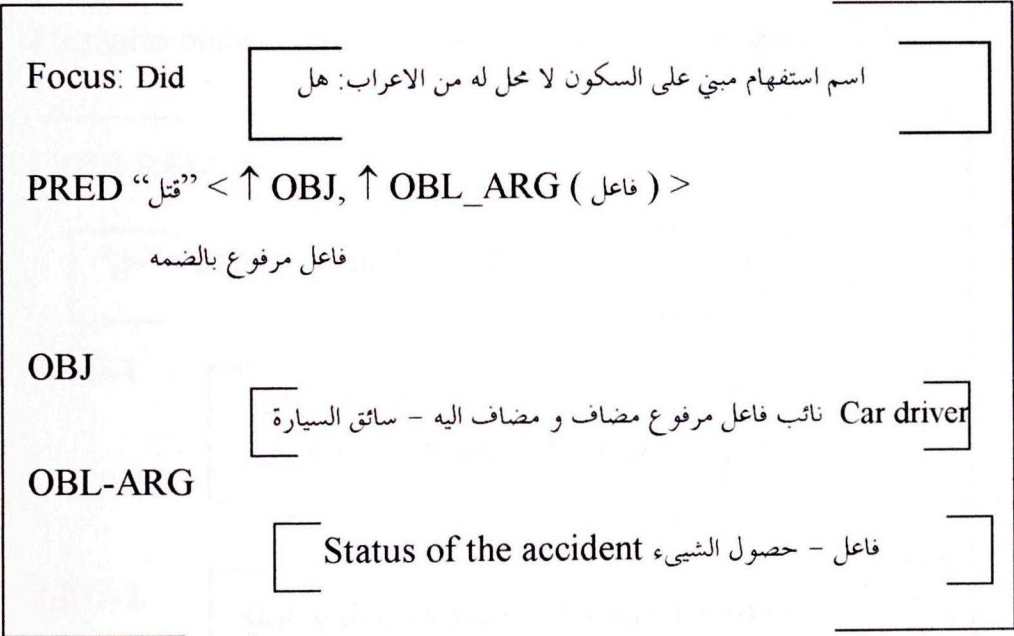 Focus: Did اسم استفهام مبني على السكون لا محل له من الاعراب: هل
PRED “قتل” < ↑ OBJ, ↑ OBL_ARG ( فاعل ) >
فاعل مرفوع بالضمه
OBJ
Car driver نائب فاعل مرفوع مضاف و مضاف اليه – سائق السيارة
OBL-ARG
فاعل – حصول الشييء Status of the accident